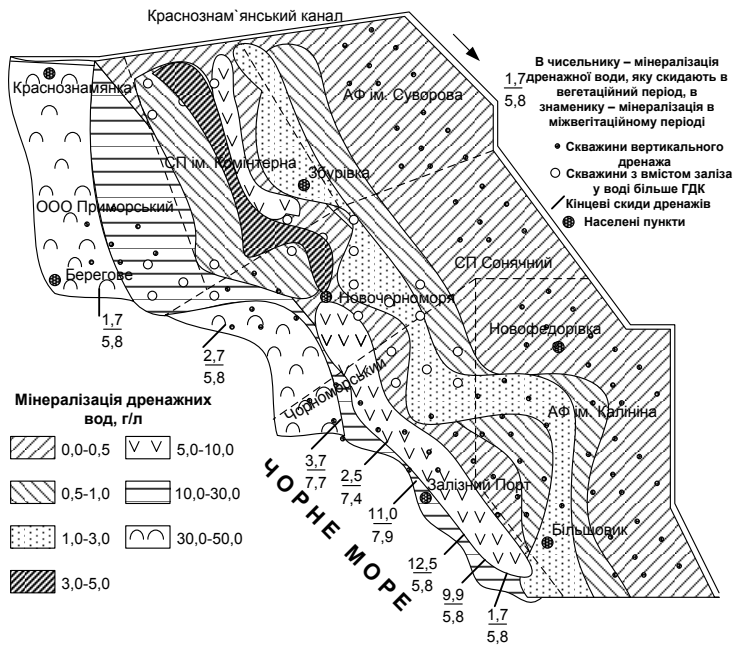 Краснознам`янський канал
1,7
5,8
В чисельнику – мінералізація
дренажної води, яку скидають в
вегетаційний період, в
знаменику – мінералізація в
міжвегітаційному періоді
Скважини вертикального
дренажа
Скважини з вмістом заліза
у воді більше ГДК
Кінцеві скиди дренажів
Населені пункти
Краснознамянка
АФ ім. Суворова
СП ім. Комінтерна
Збурівка
ООО Приморський
СП Сонячний
Берегове
Новочерноморя
Новофедорівка
1,7
5,8
2,7
5,8
Чорноморський
АФ ім. Калініна
Мінералізація дренажних
вод, г/л
0,0-0,5
5,0-10,0
0,5-1,0
10,0-30,0
1,0-3,0
30,0-50,0
3,0-5,0
ЧОРНЕ МОРЕ
3,7
7,7
2,5
7,4
Залізний Порт
11,0
7,9
Більшовик
12,5
5,8
9,9
5,8
1,7
5,8